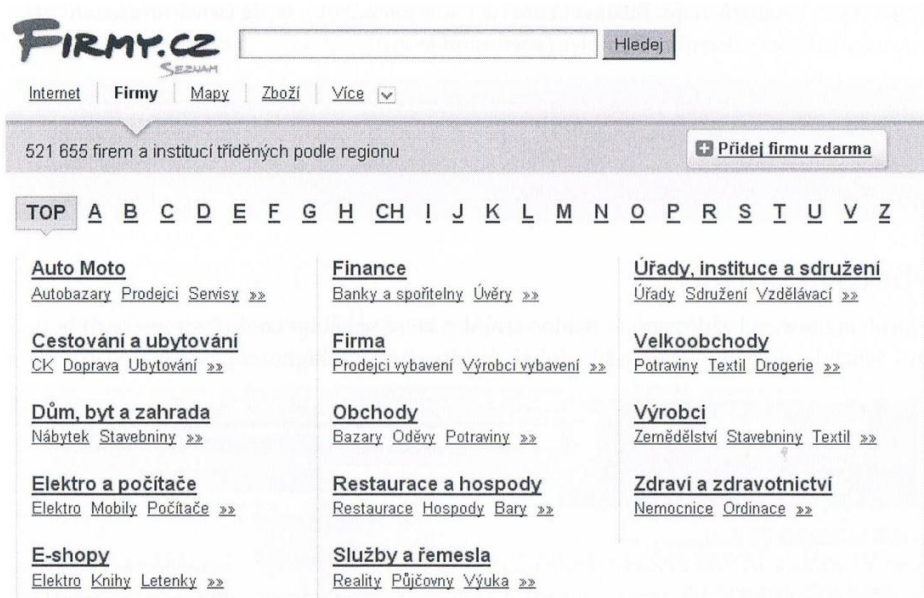 FIRMY.CZ
SEZNAM
Hledej
Internet Firmy Mapy Zboží Více
521 655 firem a institucí tříděných podle regionu
Přidej firmu zdarma
TOP A B C D E F G H CH I J K L M N O P R S T U V Z
Auto Moto
Autobazary Prodejci Servisy »
Cestování a ubytování
CK Doprava Ubytování »
Dům, byt a zahrada
Nábytek Stavebniny »
Elektro a počítače
Elektro Mobily Počítače »
E-shopy
Elektro Knihy Letenky »
Finance
Banky a spořitelny Úvěry »
Firma
Prodejci vybavení Výrobci vybavení »
Obchody
Bazary Oděvy Potraviny »
Restaurace a hospody
Restaurace Hospody Bary »
Služby a řemesla
Reality Půjčovny Výuka »
Úřady, instituce a sdružení
Úřady Sdružení Vzdělávací »
Velkoobchody
Potraviny Textil Drogerie »
Výrobci
Zemědělství Stavebniny Textil »
Zdraví a zdravotnictví
Nemocnice Ordinace »